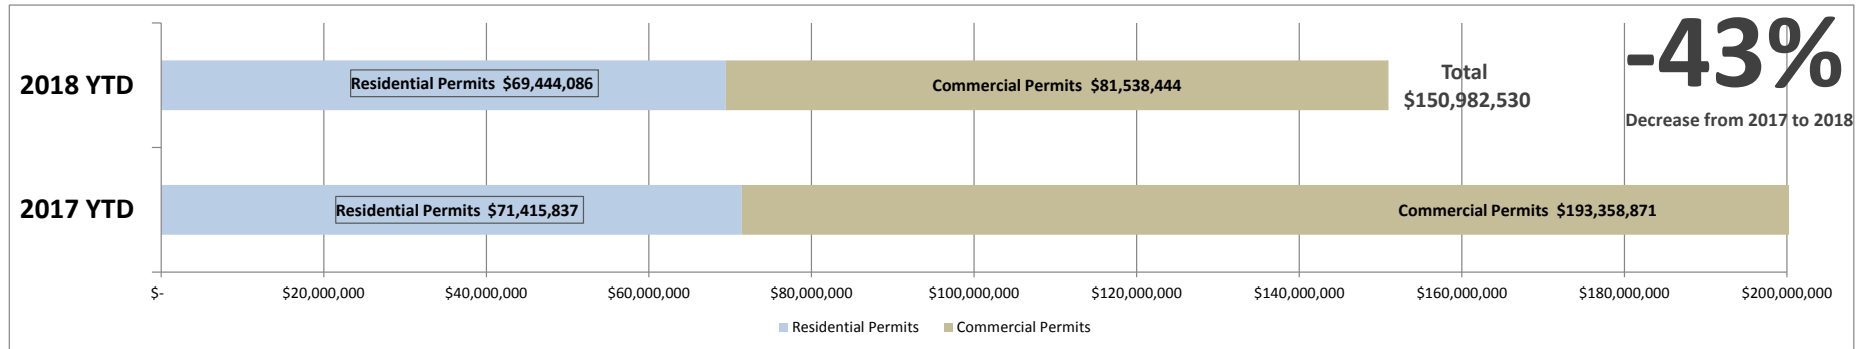 -43%
Decrease from 2017 to 2018
2018 YTD
Residential Permits $69,444,086
Commercial Permits $81,538,444
Total
$150,982,530
2017 YTD
Residential Permits $71,415,837
Commercial Permits $193,358,871
$- $20,000,000 $40,000,000 $60,000,000 $80,000,000 $100,000,000 $120,000,000 $140,000,000 $160,000,000 $180,000,000 $200,000,000
Residential Permits Commercial Permits